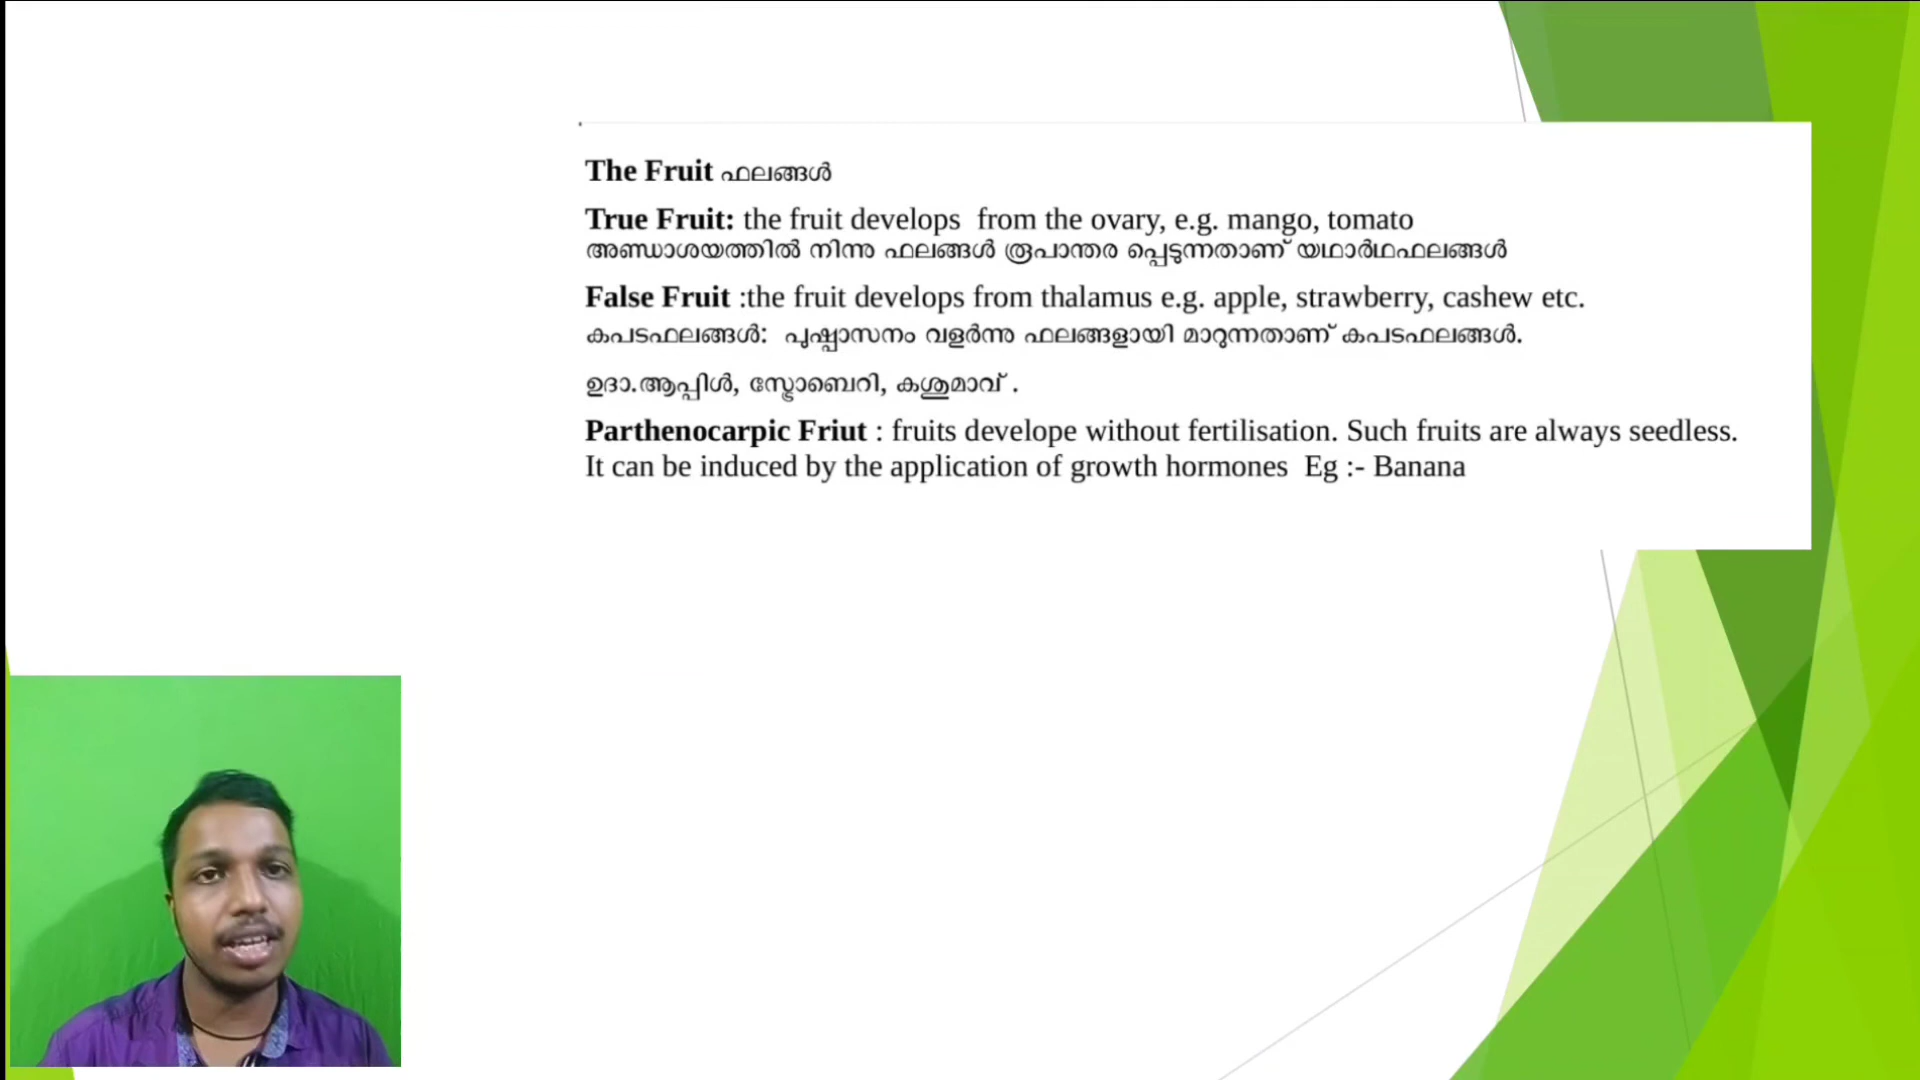 The Fruit ഫലങ്ങൾ
True Fruit: the fruit develops from the ovary, e.g. mango, tomato
അണ്ഡാശയത്തിൽ നിന്നു ഫലങ്ങൾ രൂപാന്തര പ്പെടുന്നതാണ് യഥാർഥഫലങ്ങൾ
False Fruit :the fruit develops from thalamus e.g. apple, strawberry, cashew etc.
കപടഫലങ്ങൾ: പുഷ്പാസനം വളർന്നു ഫലങ്ങളായി മാറുന്നതാണ് കപടഫലങ്ങൾ.
ഉദാ.ആപ്പിൾ, സ്ട്രോബെറി, കശുമാവ് .
Parthenocarpic Friut : fruits develope without fertilisation. Such fruits are always seedless.
It can be induced by the application of growth hormones Eg :- Banana